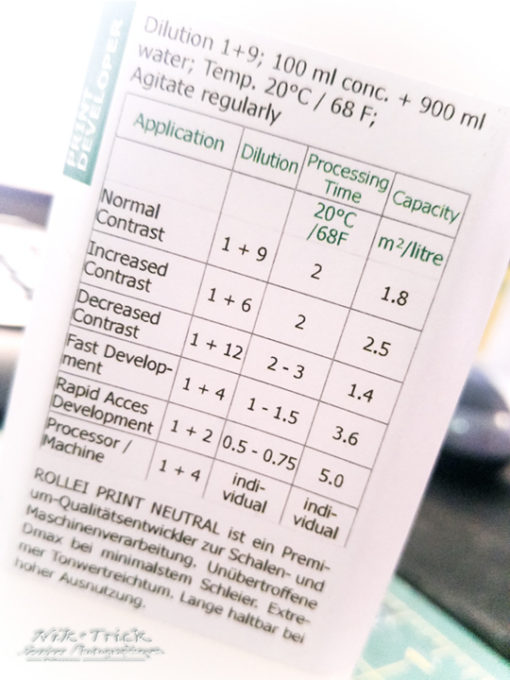 PRINT
DEVELOPER
Dilution 1+9; 100 ml conc. + 900 ml
water; Temp. 20°C / 68 F;
Agitate regularly
Application Dilution Processing Time Capacity
20°C /68F m²/litre
Normal Contrast 1 + 9 2 1.8
Increased Contrast 1 + 6 2 2.5
Decreased Contrast 1 + 12 2 - 3 1.4
Fast Develop-ment 1 + 4 1 - 1.5 3.6
Rapid Acces Development 1 + 2 0.5 - 0.75 5.0
Processor / Machine 1 + 4 indi-vidual indi-vidual
ROLLEI PRINT NEUTRAL ist ein Premi-
um-Qualitätsentwickler zur Schalen- und
Maschinenverarbeitung. Unübertroffene
Dmax bei minimalstem Schleier. Extre-
mer Tonwertreichtum. Lange haltbar bei
hoher Ausnutzung.
Nik & Trick